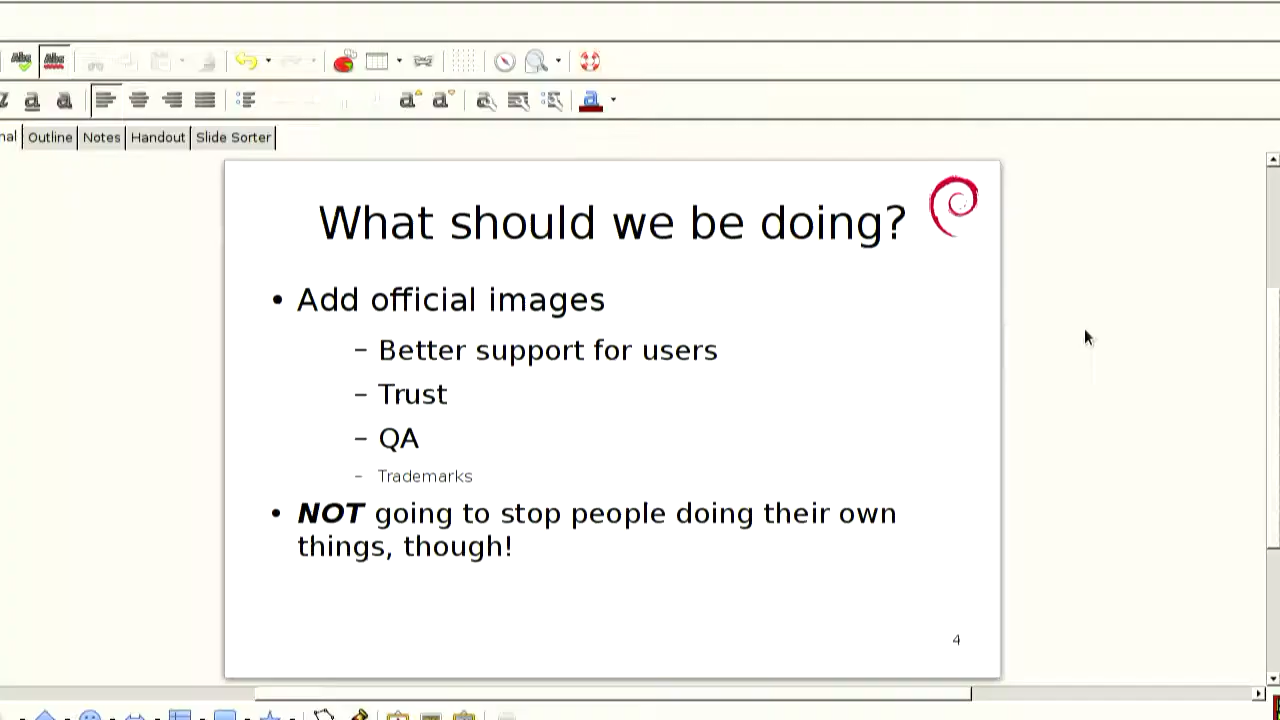 Outline Notes Handout Slide Sorter
What should we be doing?
• Add official images
– Better support for users
– Trust
– QA
– Trademarks
• NOT going to stop people doing their own
things, though!
4